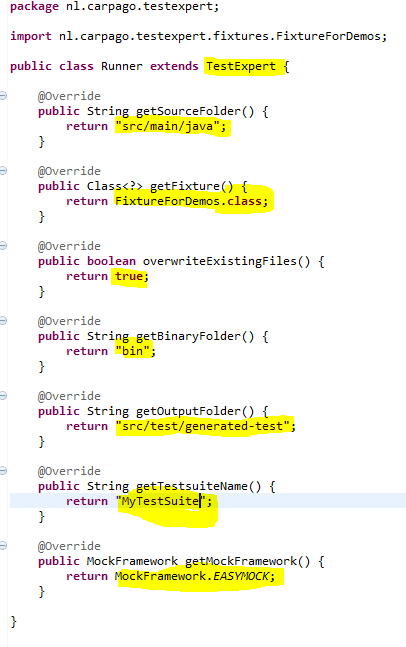 package nl.carpago.testexpert;
import nl.carpago.testexpert.fixtures.FixtureForDemos;
public class Runner extends TestExpert {
@Override
public String getSourceFolder() {
return "src/main/java";
}
@Override
public Class<?> getFixture() {
return FixtureForDemos.class;
}
@Override
public boolean overwriteExistingFiles() {
return true;
}
@Override
public String getBinaryFolder() {
return "bin";
}
@Override
public String getOutputFolder() {
return "src/test/generated-test";
}
@Override
public String getTestsuiteName() {
return "MyTestSuite";
}
@Override
public MockFramework getMockFramework() {
return MockFramework.EASYMOCK;
}
}